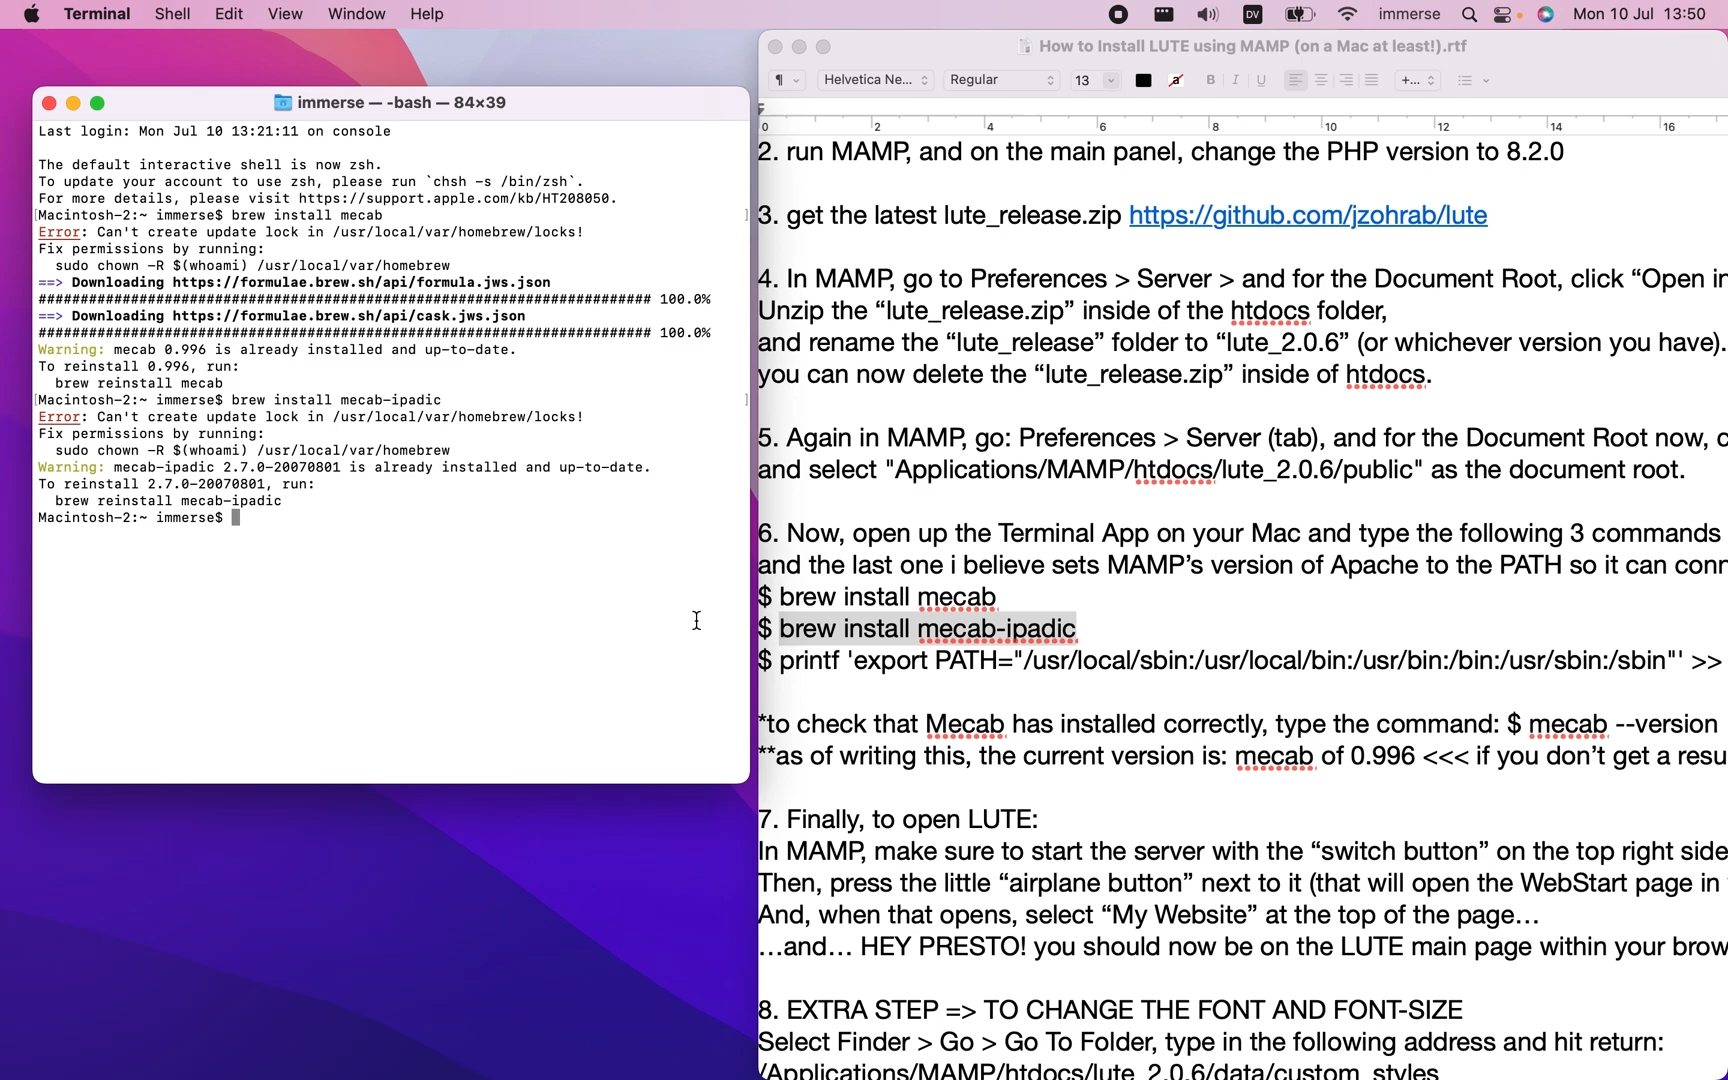 Terminal Shell Edit View Window Help DV immerse Mon 10 Jul 13:50
immerse — -bash — 84×39
Last login: Mon Jul 10 13:21:11 on console
The default interactive shell is now zsh.
To update your account to use zsh, please run `chsh -s /bin/zsh`.
For more details, please visit https://support.apple.com/kb/HT208050.
[Macintosh-2:~ immerse$ brew install mecab ]
Error: Can't create update lock in /usr/local/var/homebrew/locks!
Fix permissions by running:
sudo chown -R $(whoami) /usr/local/var/homebrew
==> Downloading https://formulae.brew.sh/api/formula.jws.json
######################################################################## 100.0%
==> Downloading https://formulae.brew.sh/api/cask.jws.json
######################################################################## 100.0%
Warning: mecab 0.996 is already installed and up-to-date.
To reinstall 0.996, run:
brew reinstall mecab
[Macintosh-2:~ immerse$ brew install mecab-ipadic ]
Error: Can't create update lock in /usr/local/var/homebrew/locks!
Fix permissions by running:
sudo chown -R $(whoami) /usr/local/var/homebrew
Warning: mecab-ipadic 2.7.0-20070801 is already installed and up-to-date.
To reinstall 2.7.0-20070801, run:
brew reinstall mecab-ipadic
Macintosh-2:~ immerse$
How to Install LUTE using MAMP (on a Mac at least!).rtf
¶ Helvetica Ne... Regular 13 a B I U +...
0 2 4 6 8 10 12 14 16
2. run MAMP, and on the main panel, change the PHP version to 8.2.0
3. get the latest lute_release.zip https://github.com/jzohrab/lute
4. In MAMP, go to Preferences > Server > and for the Document Root, click “Open in
Unzip the “lute_release.zip” inside of the htdocs folder,
and rename the “lute_release” folder to “lute_2.0.6” (or whichever version you have).
you can now delete the “lute_release.zip” inside of htdocs.
5. Again in MAMP, go: Preferences > Server (tab), and for the Document Root now, c
and select "Applications/MAMP/htdocs/lute_2.0.6/public" as the document root.
6. Now, open up the Terminal App on your Mac and type the following 3 commands
and the last one i believe sets MAMP’s version of Apache to the PATH so it can conn
$ brew install mecab
$ brew install mecab-ipadic
$ printf 'export PATH="/usr/local/sbin:/usr/local/bin:/usr/bin:/bin:/usr/sbin:/sbin"' >>
*to check that Mecab has installed correctly, type the command: $ mecab --version
**as of writing this, the current version is: mecab of 0.996 <<< if you don’t get a resu
7. Finally, to open LUTE:
In MAMP, make sure to start the server with the “switch button” on the top right side
Then, press the little “airplane button” next to it (that will open the WebStart page in
And, when that opens, select “My Website” at the top of the page…
…and… HEY PRESTO! you should now be on the LUTE main page within your brow
8. EXTRA STEP => TO CHANGE THE FONT AND FONT-SIZE
Select Finder > Go > Go To Folder, type in the following address and hit return:
/Applications/MAMP/htdocs/lute_2.0.6/data/custom_styles